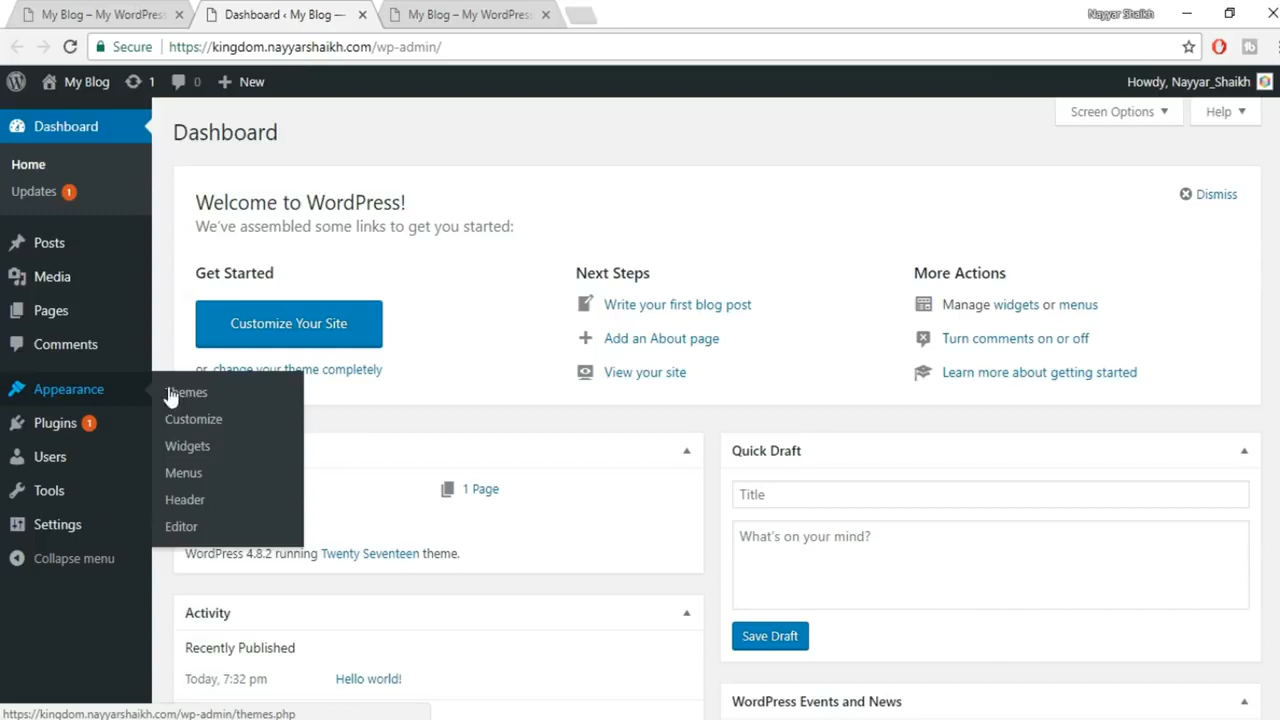 My Blog – My WordPres
Dashboard ‹ My Blog —
My Blog – My WordPress
Nayyar Shaikh
Secure
https://kingdom.nayyarshaikh.com/wp-admin/
My Blog
1
0
New
Howdy, Nayyar_Shaikh
Dashboard
Home
Updates 1
Posts
Media
Pages
Comments
Appearance
Plugins 1
Users
Tools
Settings
Collapse menu
Themes
Customize
Widgets
Menus
Header
Editor
Screen Options
Help
Dashboard
Welcome to WordPress!
We've assembled some links to get you started:
Dismiss
Get Started
Customize Your Site
or, change your theme completely
Next Steps
Write your first blog post
Add an About page
View your site
More Actions
Manage widgets or menus
Turn comments on or off
Learn more about getting started
1 Page
WordPress 4.8.2 running Twenty Seventeen theme.
Activity
Recently Published
Today, 7:32 pm
Hello world!
Quick Draft
Title
What's on your mind?
Save Draft
WordPress Events and News
https://kingdom.nayyarshaikh.com/wp-admin/themes.php